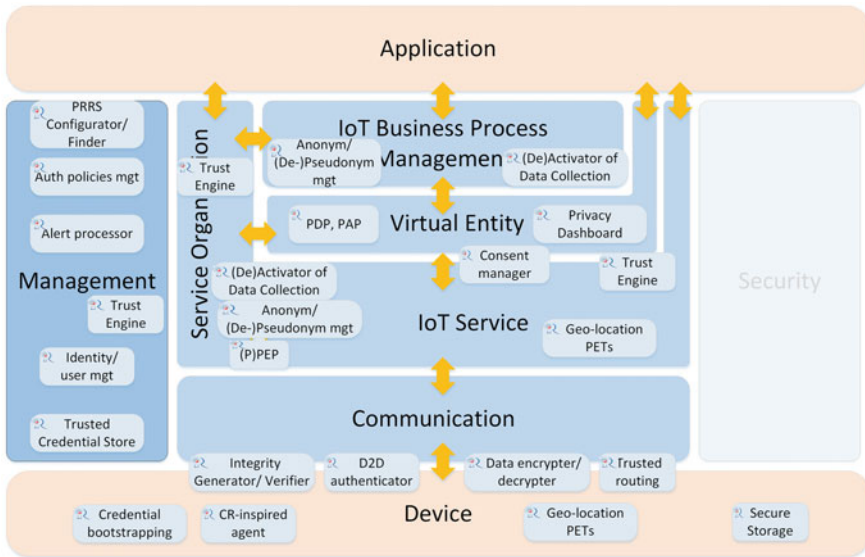 Application
PRRS
Configurator/
Finder
Auth policies mgt
Alert processor
Management
Trust
Engine
Identity/
user mgt
Trusted
Credential Store
Service Organ
ion
Trust
Engine
IoT Business Process
Managemen
Anonym/
(De-)Pseudonym
mgt
(De)Activator of
Data Collection
Virtual Entity
PDP, PAP
Privacy
Dashboard
Consent
manager
Trust
Engine
(De)Activator of
Data Collection
Anonym/
(De-)Pseudonym mgt
(P)PEP
IoT Service
Geo-location
PETs
Security
Communication
Integrity
Generator/ Verifier
D2D
authenticator
Data encrypter/
decrypter
Trusted
routing
Device
Credential
bootstrapping
CR-inspired
agent
Geo-location
PETs
Secure
Storage